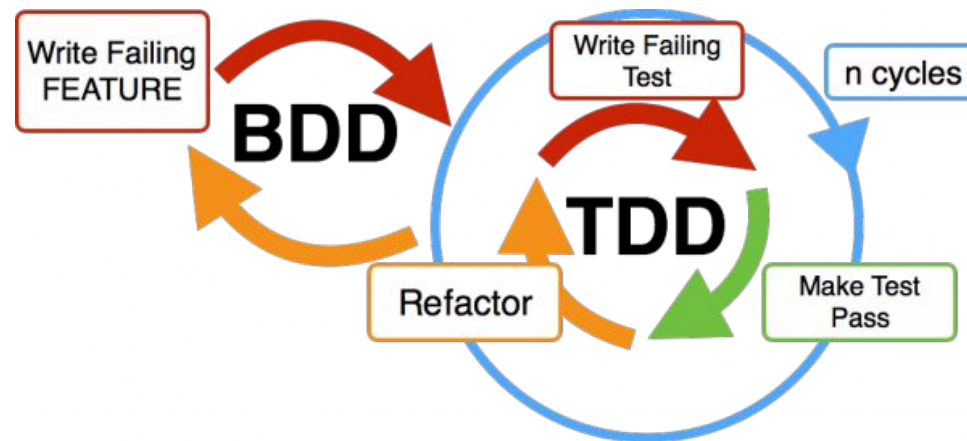 Write Failing
FEATURE
BDD
Write Failing
Test
n cycles
TDD
Refactor
Make Test
Pass